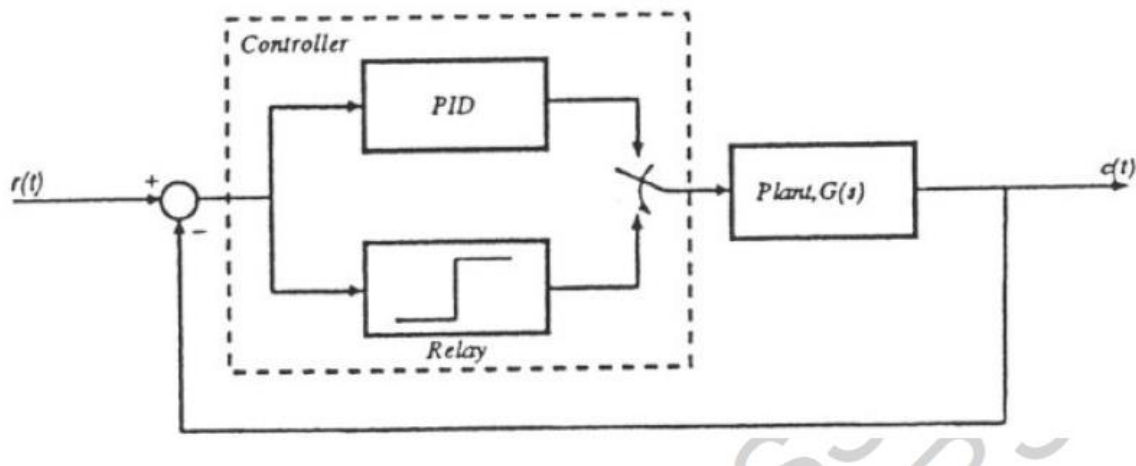 Controller
PID
r(t)
+
-
Plant, G(s)
c(t)
Relay